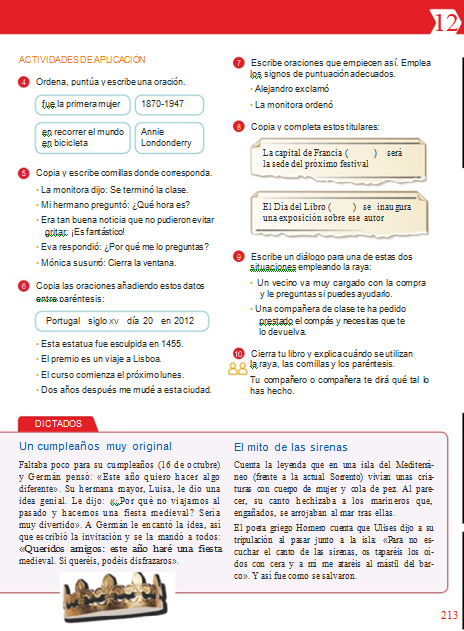 12
ACTIVIDADES DE APLICACIÓN
4 Ordena, puntúa y escribe una oración.
fue la primera mujer 1870-1947
en recorrer el mundo
en bicicleta
Annie
Londonderry
5 Copia y escribe comillas donde corresponda.
• La monitora dijo: Se terminó la clase.
• Mi hermano preguntó: ¿Qué hora es?
• Era tan buena noticia que no pudieron evitar
gritar: ¡Es fantástico!
• Eva respondió: ¿Por qué me lo preguntas?
• Mónica susurró: Cierra la ventana.
6 Copia las oraciones añadiendo estos datos
entre paréntesis:
Portugal siglo XV día 20 en 2012
• Esta estatua fue esculpida en 1455.
• El premio es un viaje a Lisboa.
• El curso comienza el próximo lunes.
• Dos años después me mudé a esta ciudad.
7 Escribe oraciones que empiecen así. Emplea
los signos de puntuación adecuados.
• Alejandro exclamó
• La monitora ordenó
8 Copia y completa estos titulares:
La capital de Francia ( ) será
la sede del próximo festival
El Día del Libro ( ) se inaugura
una exposición sobre ese autor
9 Escribe un diálogo para una de estas dos
situaciones empleando la raya:
• Un vecino va muy cargado con la compra
y le preguntas si puedes ayudarlo.
• Una compañera de clase te ha pedido
prestado el compás y necesitas que te
lo devuelva.
10 Cierra tu libro y explica cuándo se utilizan
la raya, las comillas y los paréntesis.
Tu compañero o compañera te dirá qué tal lo
has hecho.
DICTADOS
Un cumpleaños muy original
Faltaba poco para su cumpleaños (16 de octubre)
y Germán pensó: «Este año quiero hacer algo
diferente». Su hermana mayor, Luisa, le dio una
idea genial. Le dijo: «¿Por qué no viajamos al
pasado y hacemos una fiesta medieval? Sería
muy divertido». A Germán le encantó la idea, así
que escribió la invitación y se la mandó a todos:
«Queridos amigos: este año haré una fiesta
medieval. Si queréis, podéis disfrazaros».
El mito de las sirenas
Cuenta la leyenda que en una isla del Mediterrá-
neo (frente a la actual Sorrento) vivían unas cria-
turas con cuerpo de mujer y cola de pez. Al pare-
cer, su canto hechizaba a los marineros que,
engañados, se arrojaban al mar tras ellas.
El poeta griego Homero cuenta que Ulises dijo a su
tripulación al pasar junto a la isla: «Para no es-
cuchar el canto de las sirenas, os taparéis los oí-
dos con cera y a mí me ataréis al mástil del bar-
co». Y así fue como se salvaron.
213